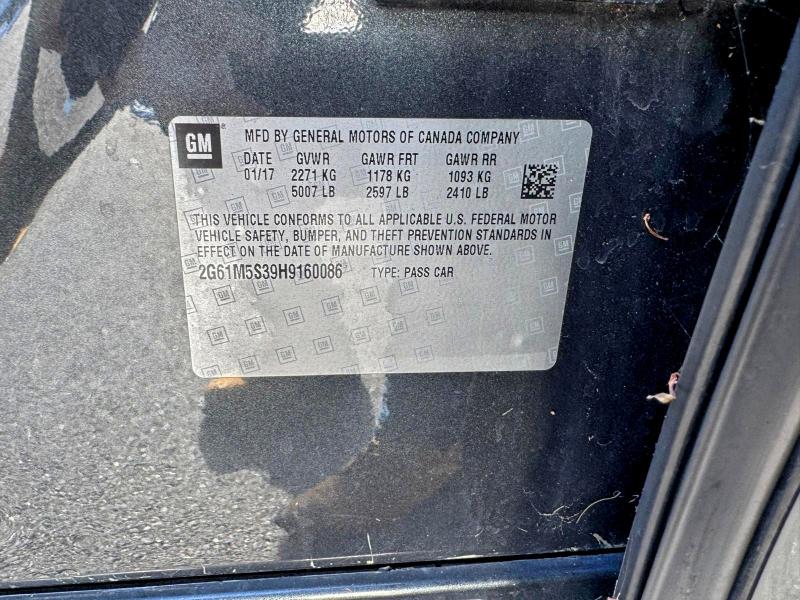 GM MFD BY GENERAL MOTORS OF CANADA COMPANY
DATE GVWR GAWR FRT GAWR RR
01/17 2271 KG 1178 KG 1093 KG
5007 LB 2597 LB 2410 LB
THIS VEHICLE CONFORMS TO ALL APPLICABLE U.S. FEDERAL MOTOR
VEHICLE SAFETY, BUMPER, AND THEFT PREVENTION STANDARDS IN
EFFECT ON THE DATE OF MANUFACTURE SHOWN ABOVE.
2G61M5S39H9160086 TYPE: PASS CAR